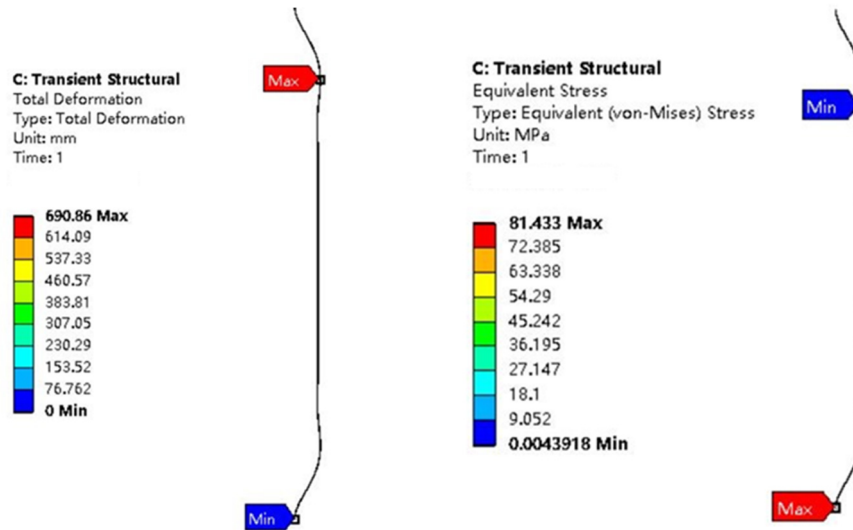 C: Transient Structural
Total Deformation
Type: Total Deformation
Unit: mm
Time: 1
690.86 Max
614.09
537.33
460.57
383.81
307.05
230.29
153.52
76.762
0 Min
Max
Min
C: Transient Structural
Equivalent Stress
Type: Equivalent (von-Mises) Stress
Unit: MPa
Time: 1
81.433 Max
72.385
63.338
54.29
45.242
36.195
27.147
18.1
9.052
0.0043918 Min
Min
Max